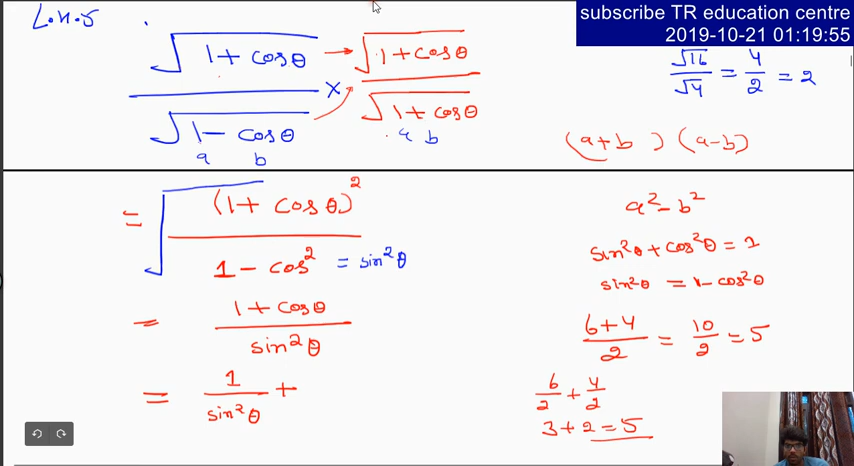 subscribe TR education centre
2019-10-21 01:19:55
L.H.S
√(1 + cosθ) / √(1 - cosθ) × √(1 + cosθ) / √(1 + cosθ)
a b
a b
√16 / √4 = 4/2 = 2
(a+b) (a-b)
= √((1 + cosθ)² / (1 - cos²)) = sin²θ
a² - b²
sin²θ + cos²θ = 1
sin²θ = 1 - cos²θ
= (1 + cosθ) / sin²θ
(6+4)/2 = 10/2 = 5
= 1/sin²θ +
6/2 + 4/2
3 + 2 = 5